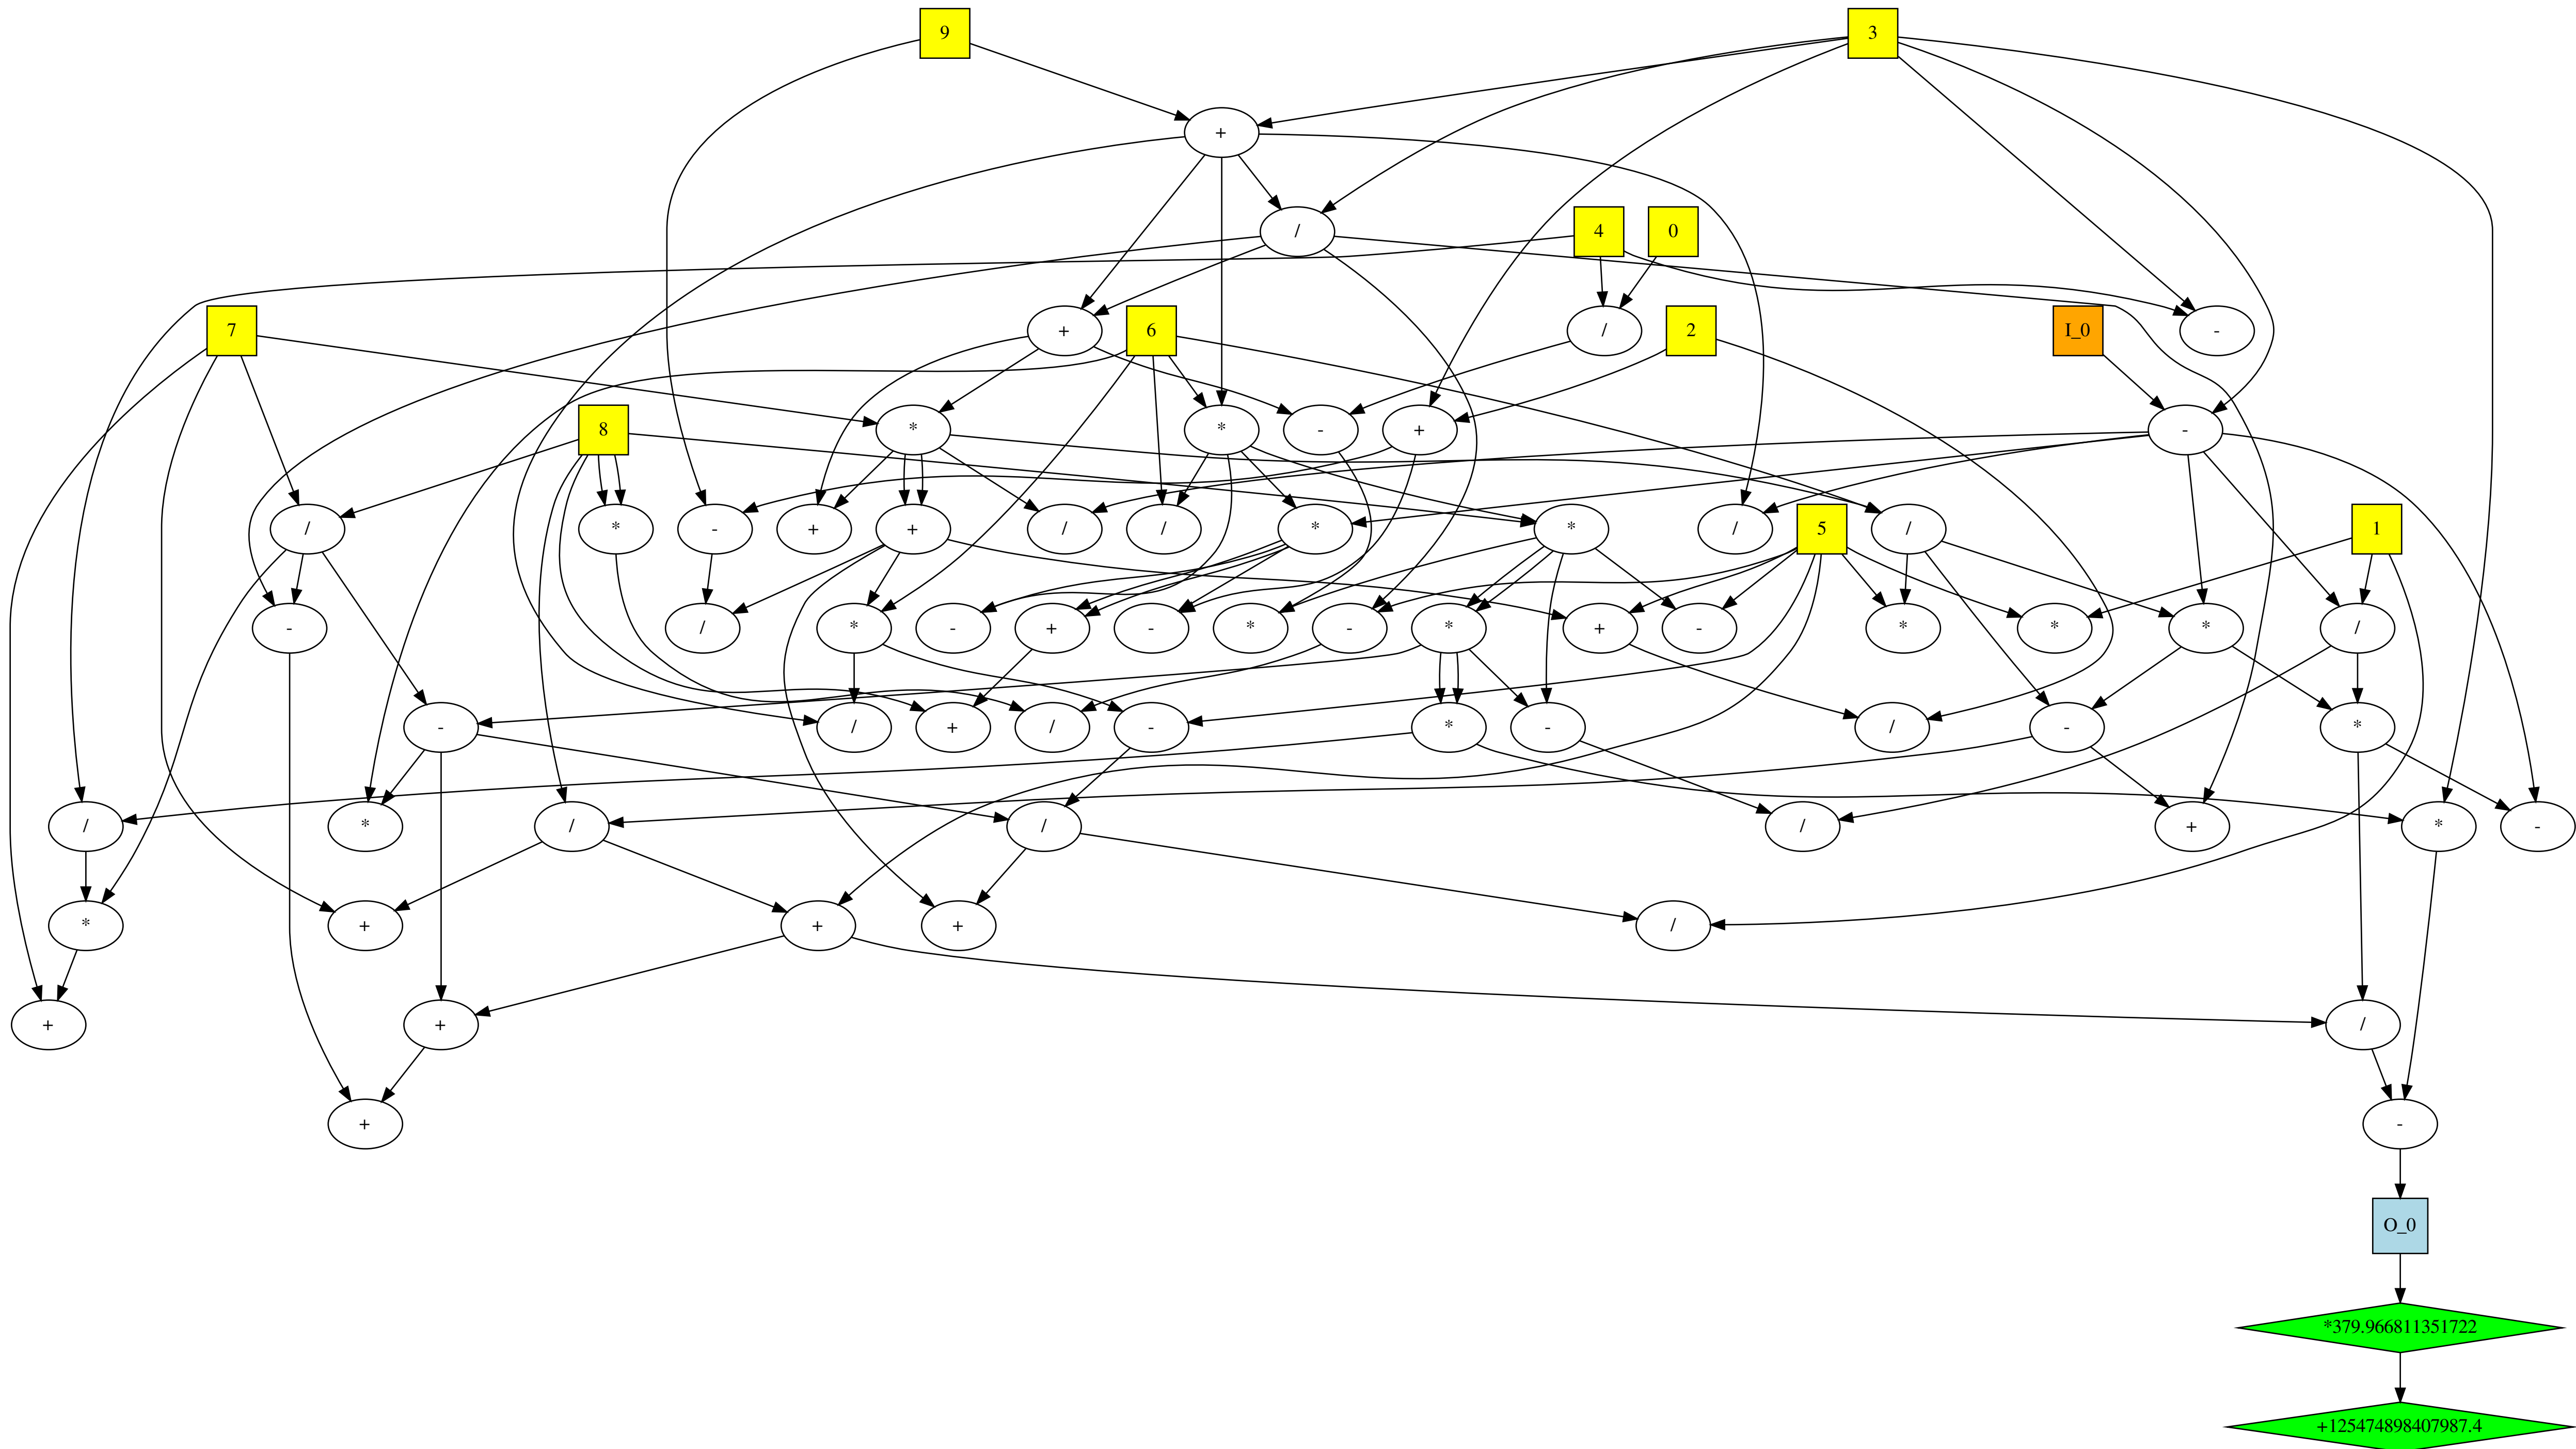 9 3
+
/ 4 0
7 + 6 / 2 I_0 -
8 * * - + -
/ * - + + / / * * / 5 / 1
- / * - + - * - * + - * * * /
- / + / - * - / - *
/ * / / / + * -
* + + + /
+ + /
+ -
O_0
*379.966811351722
+125474898407987.4